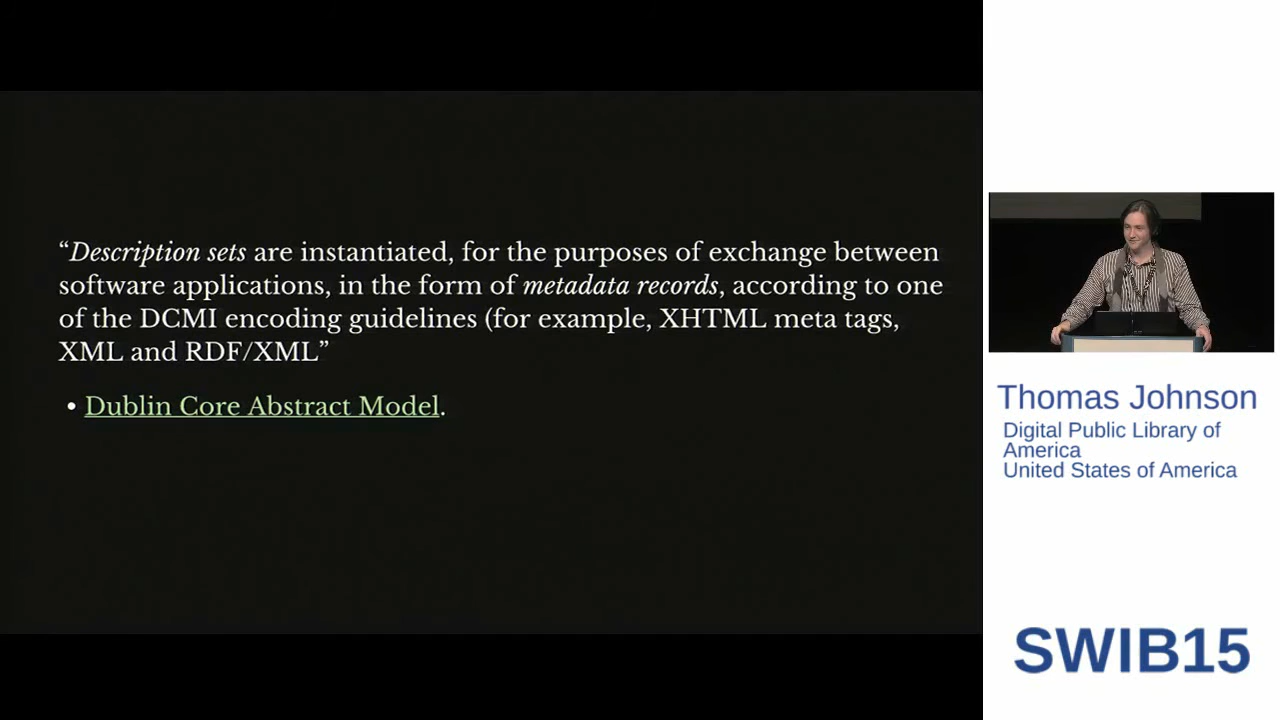 “Description sets are instantiated, for the purposes of exchange between
software applications, in the form of metadata records, according to one
of the DCMI encoding guidelines (for example, XHTML meta tags,
XML and RDF/XML”
• Dublin Core Abstract Model.
Thomas Johnson
Digital Public Library of
America
United States of America
SWIB15